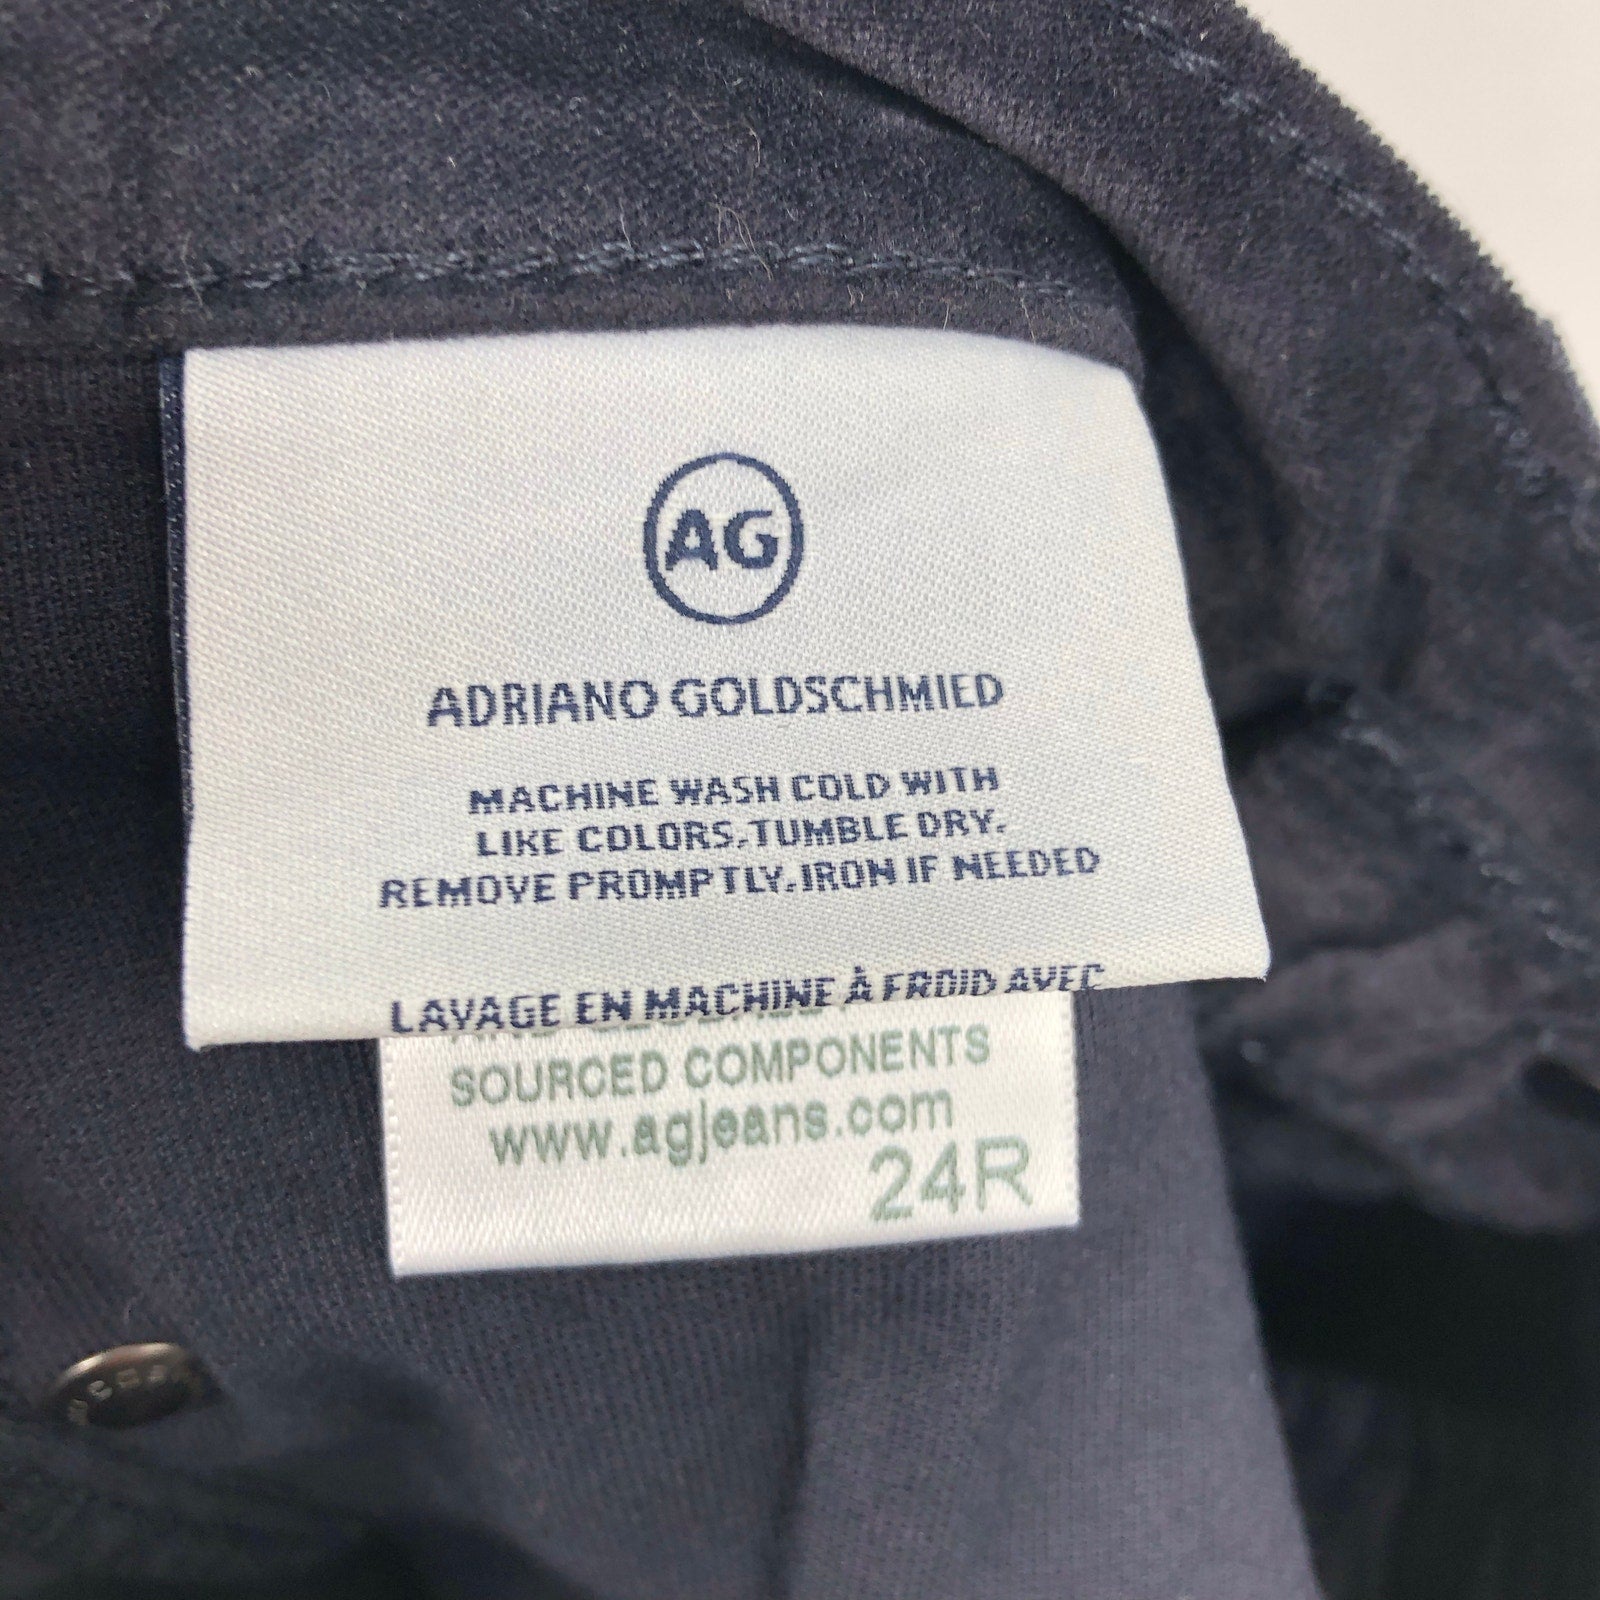 AG
ADRIANO GOLDSCHMIED
MACHINE WASH COLD WITH
LIKE COLORS, TUMBLE DRY.
REMOVE PROMPTLY, IRON IF NEEDED
LAVAGE EN MACHINE À FROID AVEC
SOURCED COMPONENTS
www.agjeans.com
24R